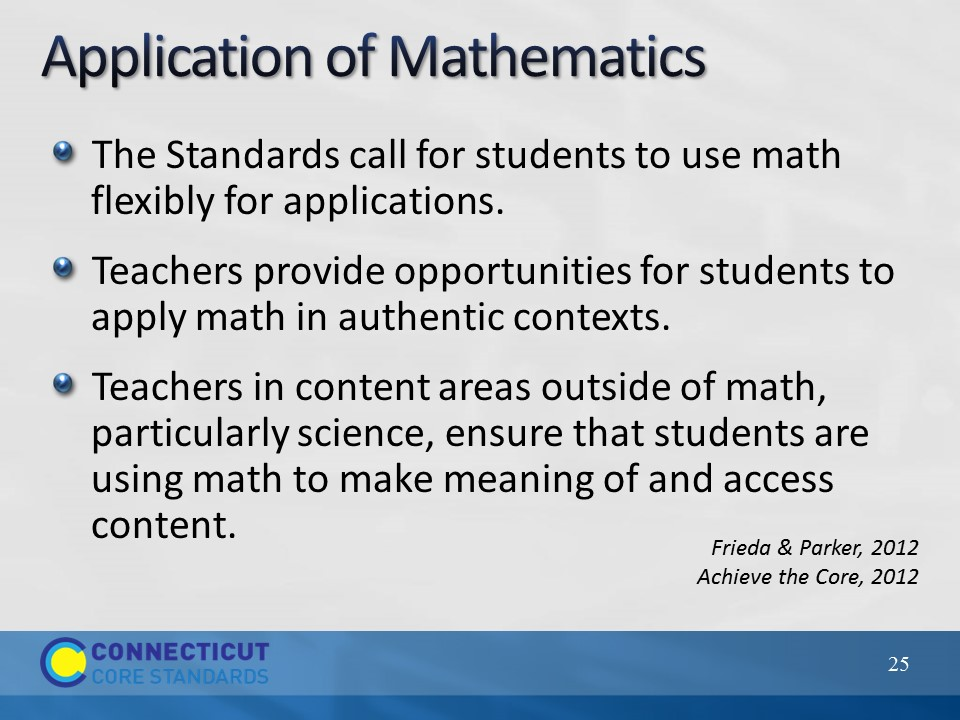 Application of Mathematics
The Standards call for students to use math
flexibly for applications.
Teachers provide opportunities for students to
apply math in authentic contexts.
Teachers in content areas outside of math,
particularly science, ensure that students are
using math to make meaning of and access
content.
Frieda & Parker, 2012
Achieve the Core, 2012
CONNECTICUT
CORE STANDARDS
25